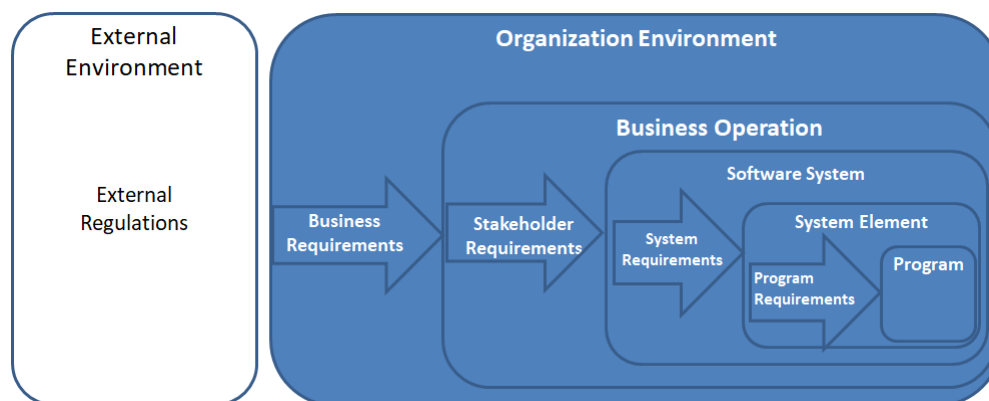 External
Environment
External
Regulations
Organization Environment
Business Operation
Software System
System Element
Program
Business
Requirements
Stakeholder
Requirements
System
Requirements
Program
Requirements